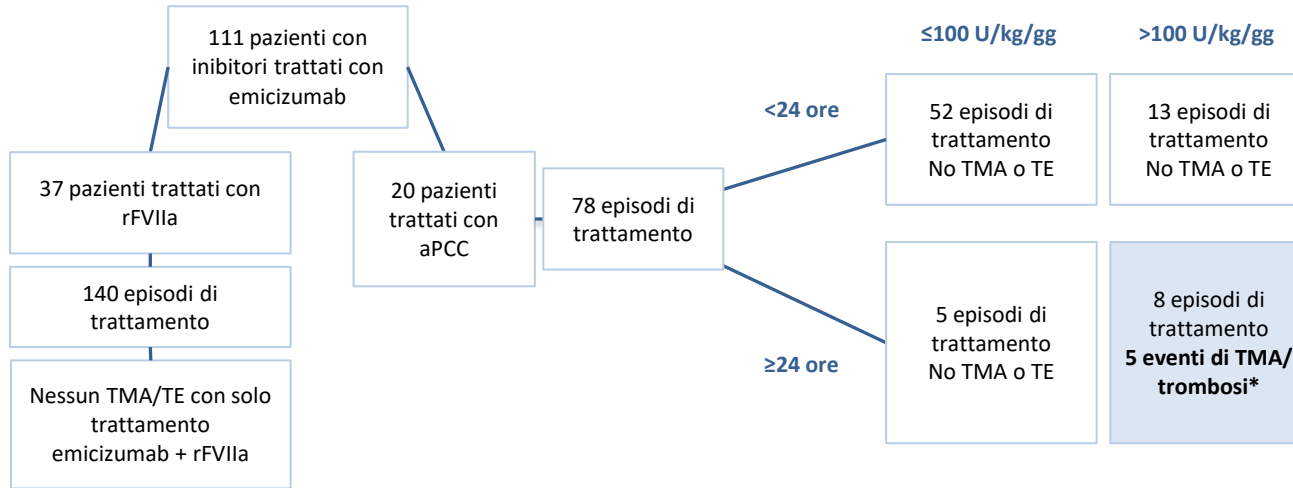 111 pazienti con
inibitori trattati con
emicizumab
37 pazienti trattati con
rFVIIa
140 episodi di
trattamento
Nessun TMA/TE con solo
trattamento
emicizumab + rFVIIa
20 pazienti
trattati con
aPCC
78 episodi di
trattamento
≤100 U/kg/gg
>100 U/kg/gg
<24 ore
52 episodi di
trattamento
No TMA o TE
13 episodi di
trattamento
No TMA o TE
≥24 ore
5 episodi di
trattamento
No TMA o TE
8 episodi di
trattamento
5 eventi di TMA/
trombosi*